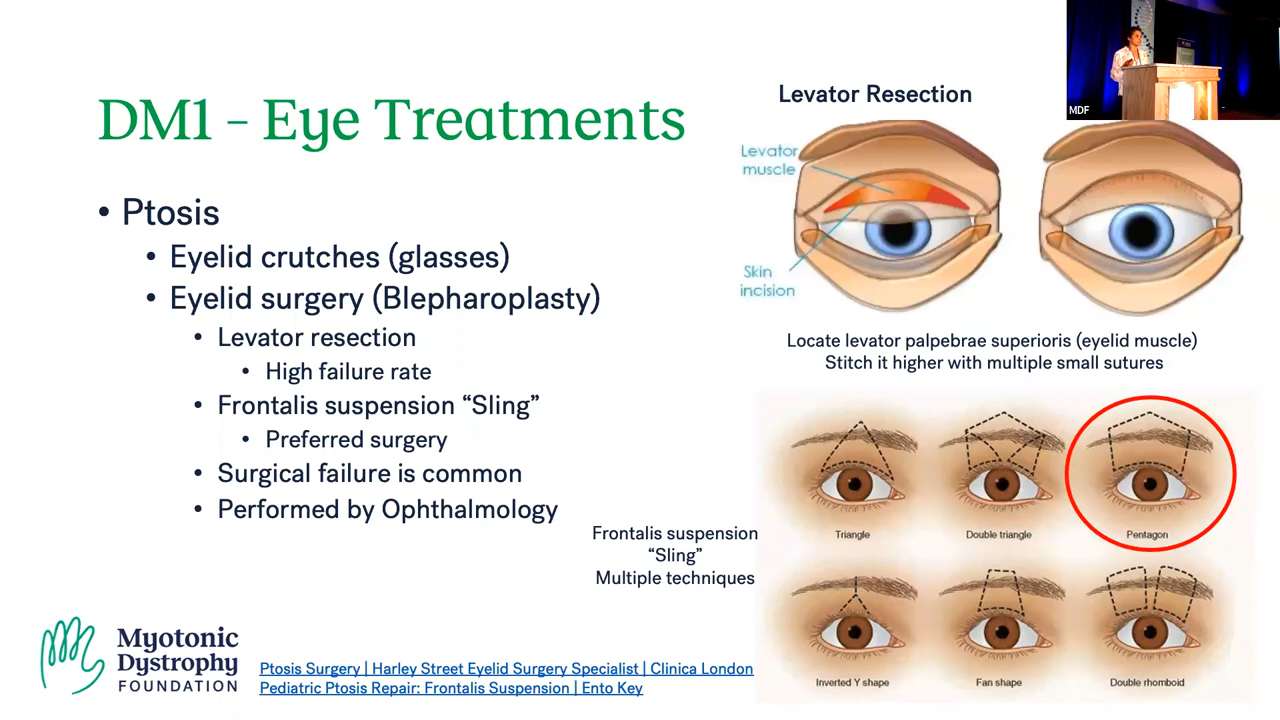 DM1 – Eye Treatments
• Ptosis
• Eyelid crutches (glasses)
• Eyelid surgery (Blepharoplasty)
• Levator resection
• High failure rate
• Frontalis suspension “Sling”
• Preferred surgery
• Surgical failure is common
• Performed by Ophthalmology
MDF
Levator Resection
Levator
muscle
Skin
incision
Locate levator palpebrae superioris (eyelid muscle)
Stitch it higher with multiple small sutures
Frontalis suspension
“Sling”
Multiple techniques
Triangle
Double triangle
Pentagon
Inverted Y shape
Fan shape
Double rhomboid
Myotonic
Dystrophy
FOUNDATION
Ptosis Surgery | Harley Street Eyelid Surgery Specialist | Clinica London
Pediatric Ptosis Repair: Frontalis Suspension | Ento Key